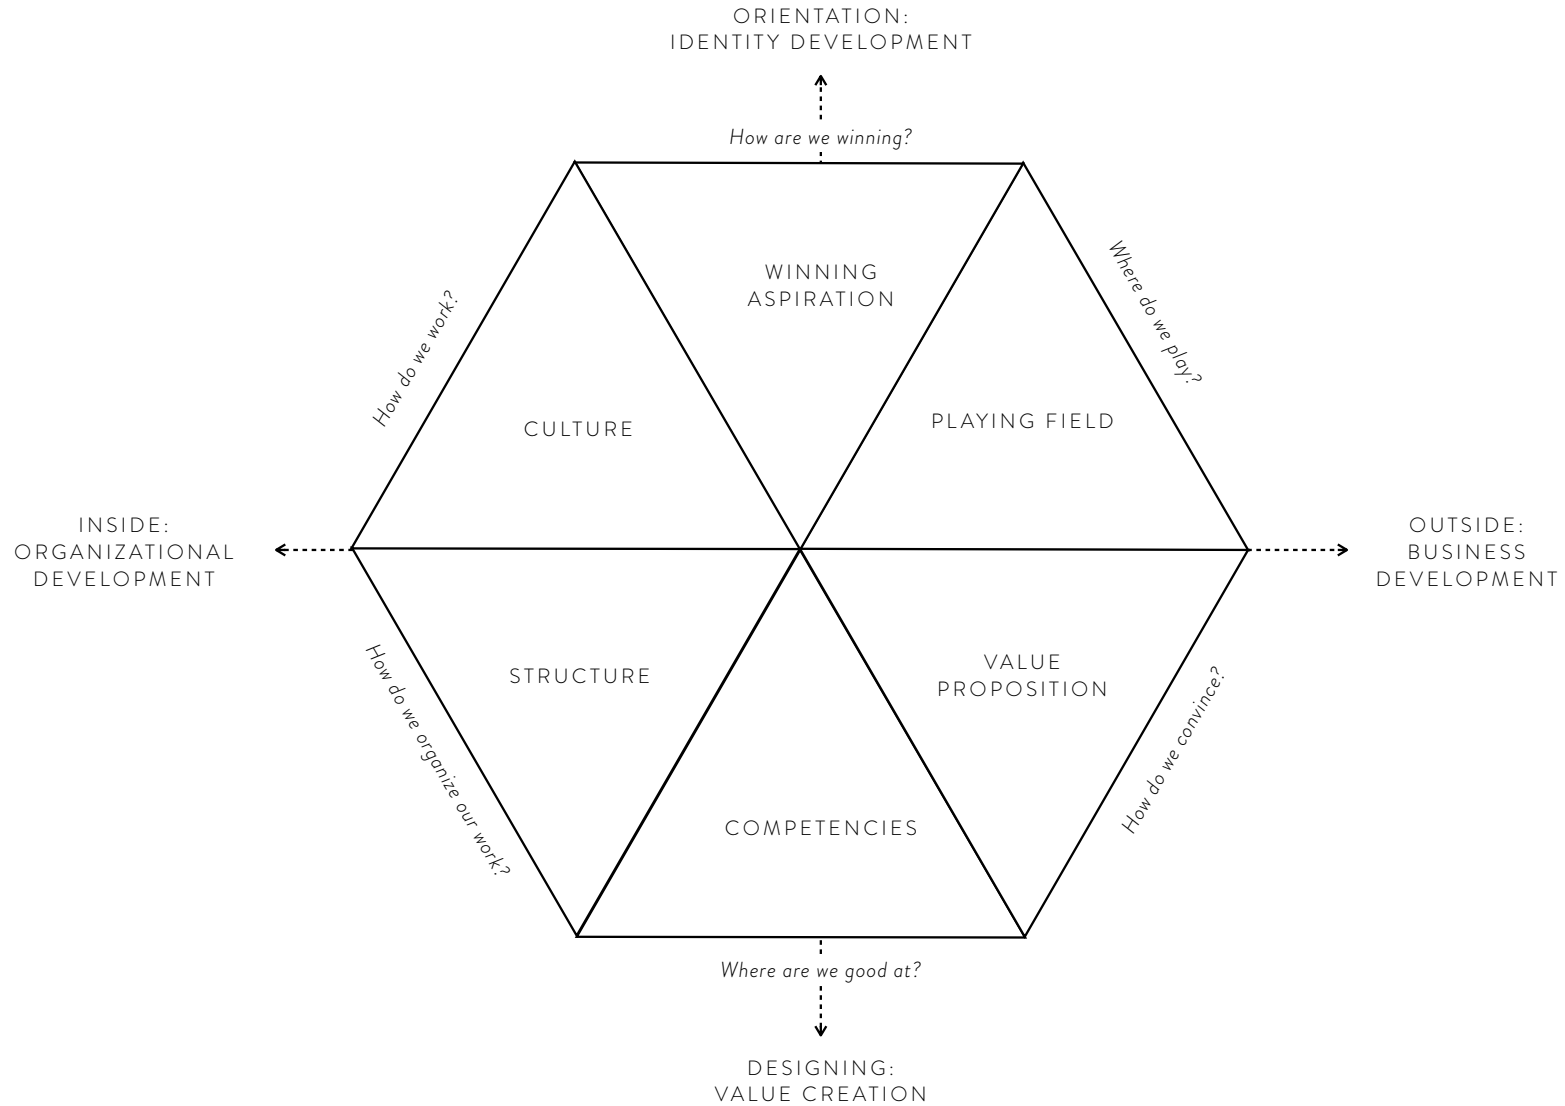 ORIENTATION:
IDENTITY DEVELOPMENT
How are we winning?
WINNING
ASPIRATION
Where do we play?
How do we work?
CULTURE
PLAYING FIELD
INSIDE:
ORGANIZATIONAL
DEVELOPMENT
OUTSIDE:
BUSINESS
DEVELOPMENT
STRUCTURE
VALUE
PROPOSITION
How do we organize our work?
How do we convince?
COMPETENCIES
Where are we good at?
DESIGNING:
VALUE CREATION